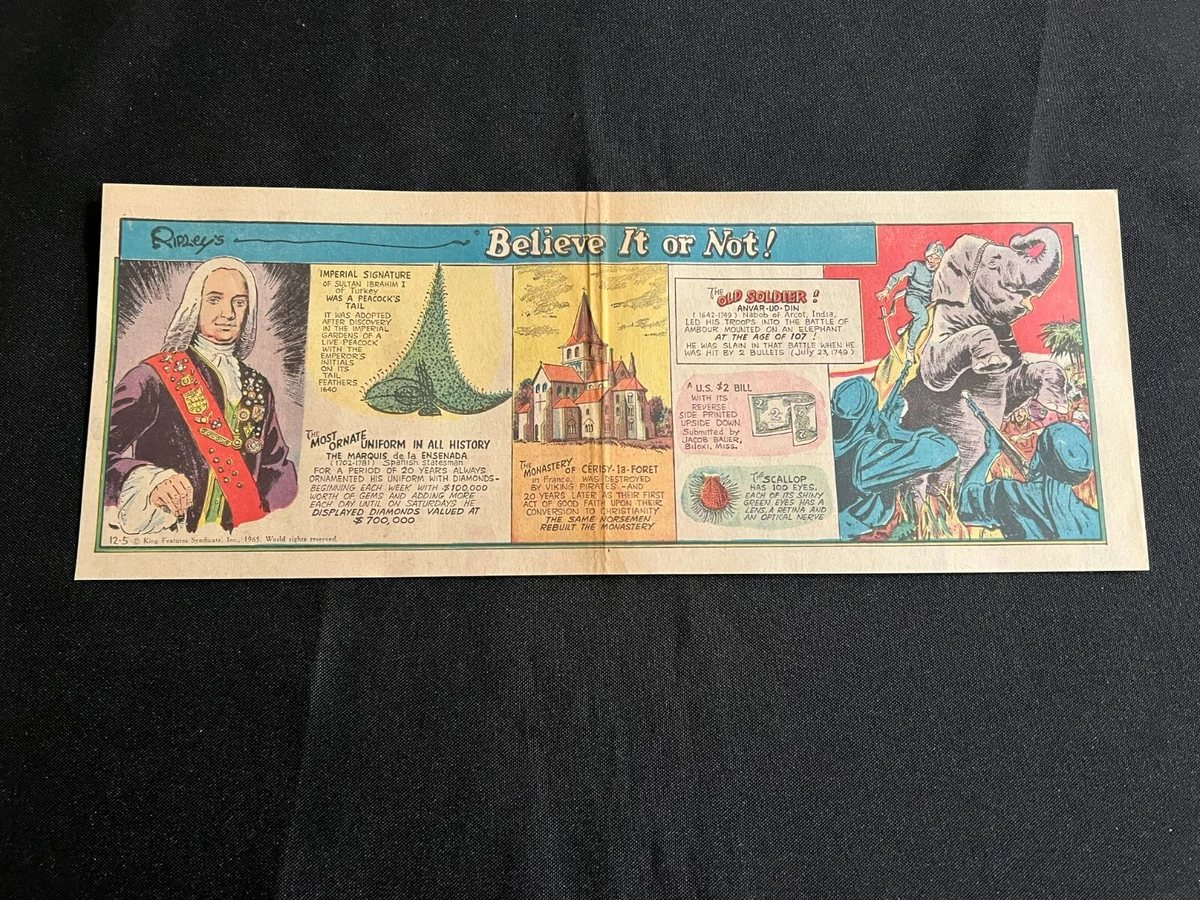 RIPLEY'S ® Believe It or Not!
IMPERIAL SIGNATURE
OF SULTAN IBRAHIM I
of Turkey
WAS A PEACOCK'S
TAIL
IT WAS ADOPTED
AFTER DISCOVERY
IN THE IMPERIAL
GARDENS OF A
LIVE PEACOCK
WITH THE
EMPEROR'S
INITIALS
ON ITS
TAIL
FEATHERS
1640
THE MOST ORNATE UNIFORM IN ALL HISTORY
THE MARQUIS de la ENSENADA
(1702-1781) Spanish statesman
FOR A PERIOD OF 20 YEARS ALWAYS
ORNAMENTED HIS UNIFORM WITH DIAMONDS-
BEGINNING EACH WEEK WITH $100,000
WORTH OF GEMS AND ADDING MORE
EACH DAY UNTIL ON SATURDAYS HE
DISPLAYED DIAMONDS VALUED AT
$700,000
12-5 © King Features Syndicate, Inc., 1965. World rights reserved.
THE MONASTERY OF CERISY-la-FORET
in France, WAS DESTROYED
BY VIKING PIRATES -AND
20 YEARS LATER AS THEIR FIRST
ACT OF GOOD FAITH UPON THEIR
CONVERSION TO CHRISTIANITY
THE SAME NORSEMEN
REBUILT THE MONASTERY
THE OLD SOLDIER!
ANVAR-UD-DIN
(1642-1749) Nabob of Arcot, India,
LED HIS TROOPS INTO THE BATTLE OF
AMBOUR MOUNTED ON AN ELEPHANT
AT THE AGE OF 107!
HE WAS SLAIN IN THAT BATTLE WHEN HE
WAS HIT BY 2 BULLETS (July 23, 1749)
A U.S. $2 BILL
WITH ITS
REVERSE
SIDE PRINTED
UPSIDE DOWN
Submitted by
JACOB BAUER,
Biloxi, Miss.
THE SCALLOP
HAS 100 EYES.
EACH OF ITS SHINY
GREEN EYES HAS A
LENS, A RETINA AND
AN OPTICAL NERVE